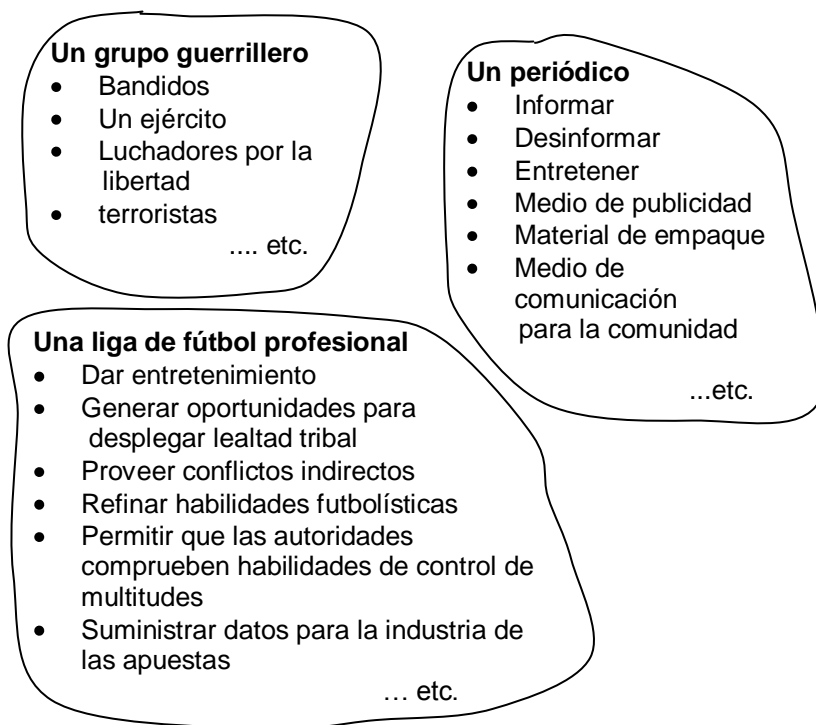 Un grupo guerrillero
• Bandidos
• Un ejército
• Luchadores por la
libertad
• terroristas
.... etc.
Un periódico
• Informar
• Desinformar
• Entretener
• Medio de publicidad
• Material de empaque
• Medio de
comunicación
para la comunidad
...etc.
Una liga de fútbol profesional
• Dar entretenimiento
• Generar oportunidades para
desplegar lealtad tribal
• Proveer conflictos indirectos
• Refinar habilidades futbolísticas
• Permitir que las autoridades
comprueben habilidades de control de
multitudes
• Suministrar datos para la industria de
las apuestas
... etc.